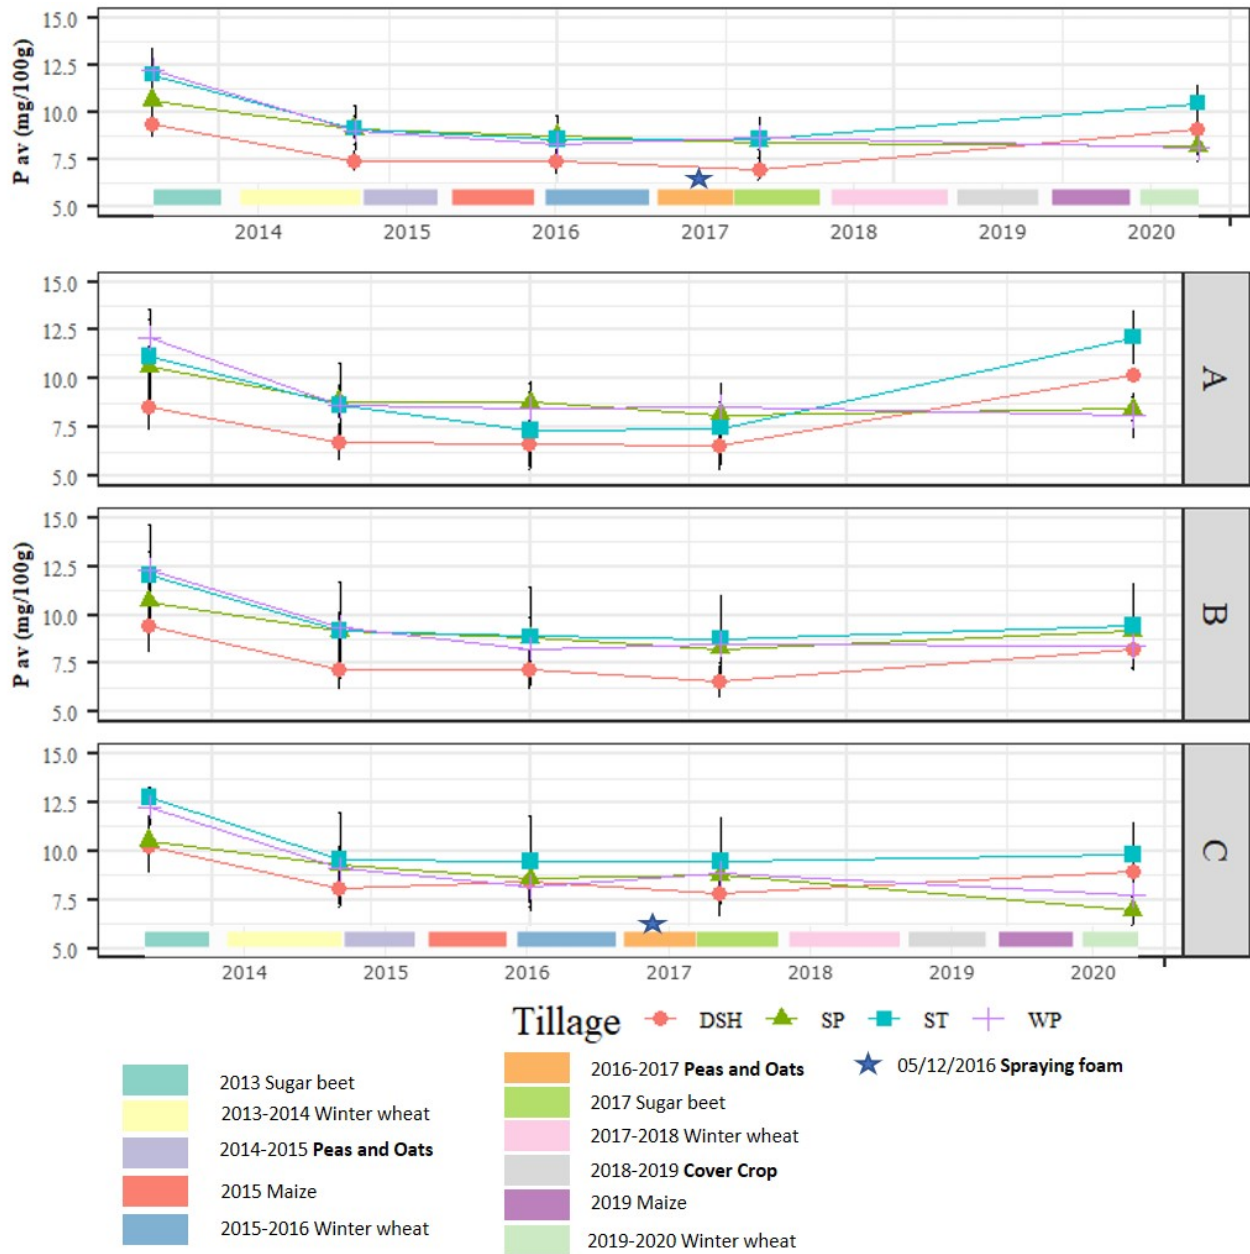 15.0
12.5
10.0
7.5
5.0
P av (mg/100g)
2014 2015 2016 2017 2018 2019 2020
15.0
12.5
10.0
7.5
5.0
A
15.0
12.5
10.0
7.5
5.0
P av (mg/100g)
B
15.0
12.5
10.0
7.5
5.0
C
2014 2015 2016 2017 2018 2019 2020
Tillage DSH SP ST WP
2013 Sugar beet
2013-2014 Winter wheat
2014-2015 Peas and Oats
2015 Maize
2015-2016 Winter wheat
2016-2017 Peas and Oats
2017 Sugar beet
2017-2018 Winter wheat
2018-2019 Cover Crop
2019 Maize
2019-2020 Winter wheat
05/12/2016 Spraying foam